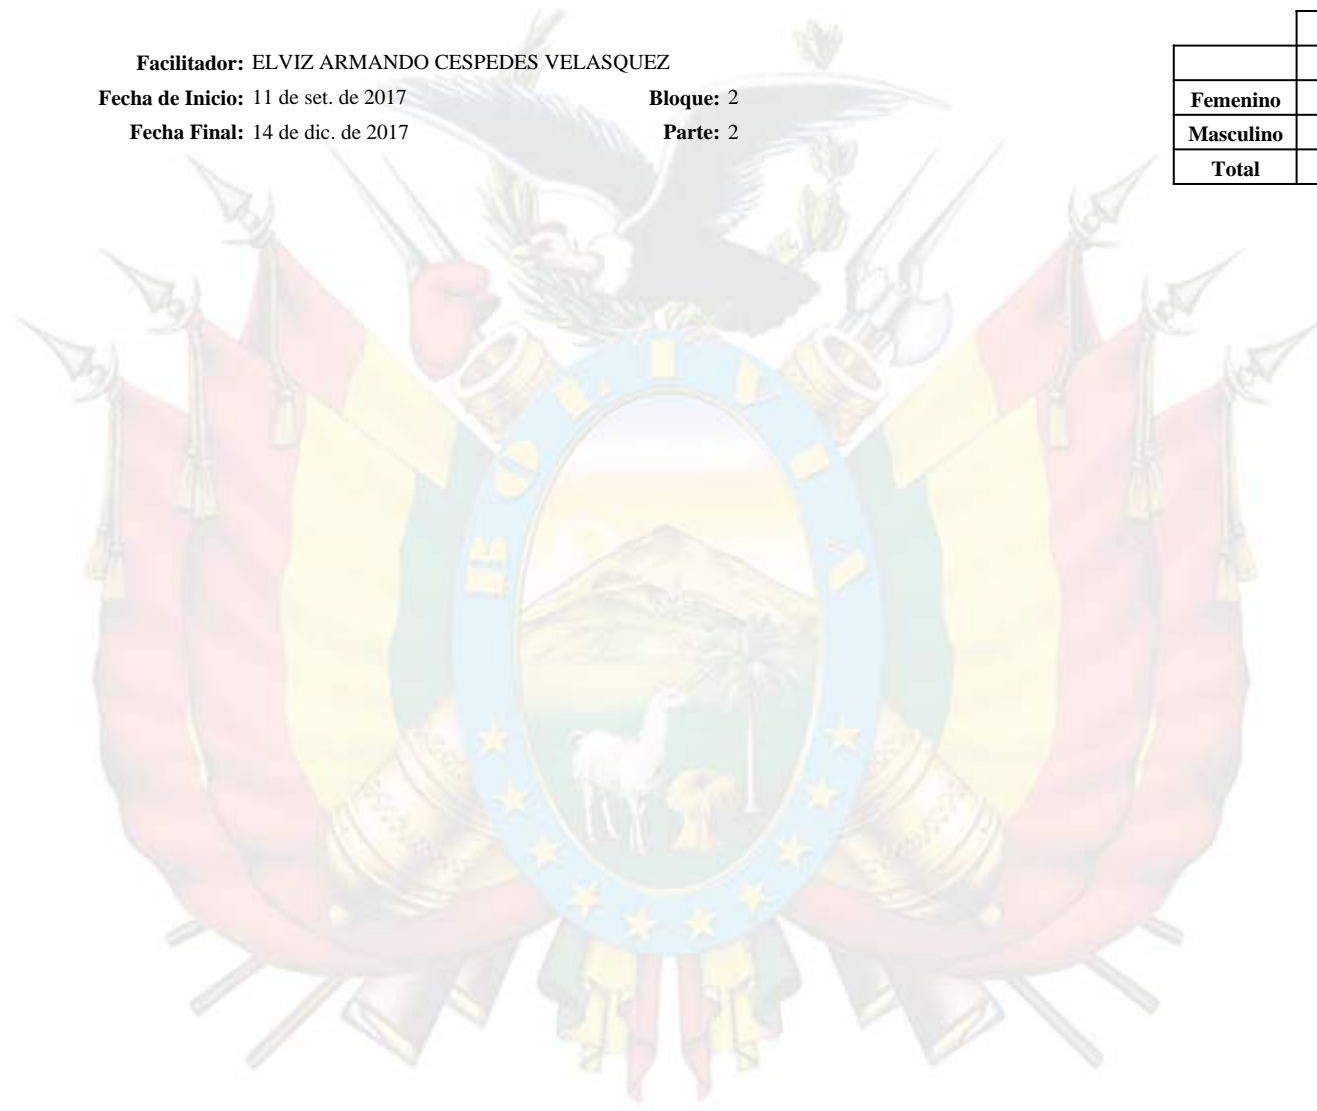 Facilitador: ELVIZ ARMANDO CESPEDES VELASQUEZ
Fecha de Inicio: 11 de set. de 2017 Bloque: 2
Fecha Final: 14 de dic. de 2017 Parte: 2
Femenino
Masculino
Total
BOLIVIA